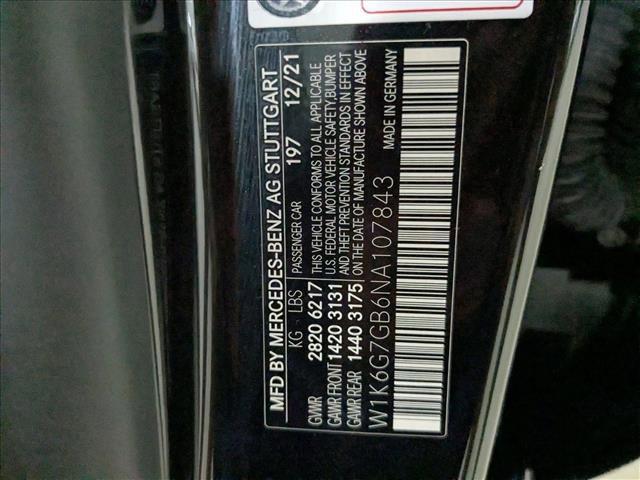 MFD BY MERCEDES-BENZ AG STUTTGART
KG - LBS PASSENGER CAR 197 12/21
GVWR 2820 6217 THIS VEHICLE CONFORMS TO ALL APPLICABLE
GAWR FRONT 1420 3131 U.S. FEDERAL MOTOR VEHICLE SAFETY, BUMPER
GAWR REAR 1440 3175 AND THEFT PREVENTION STANDARDS IN EFFECT
ON THE DATE OF MANUFACTURE SHOWN ABOVE
MADE IN GERMANY
W1K6G7GB6NA107843